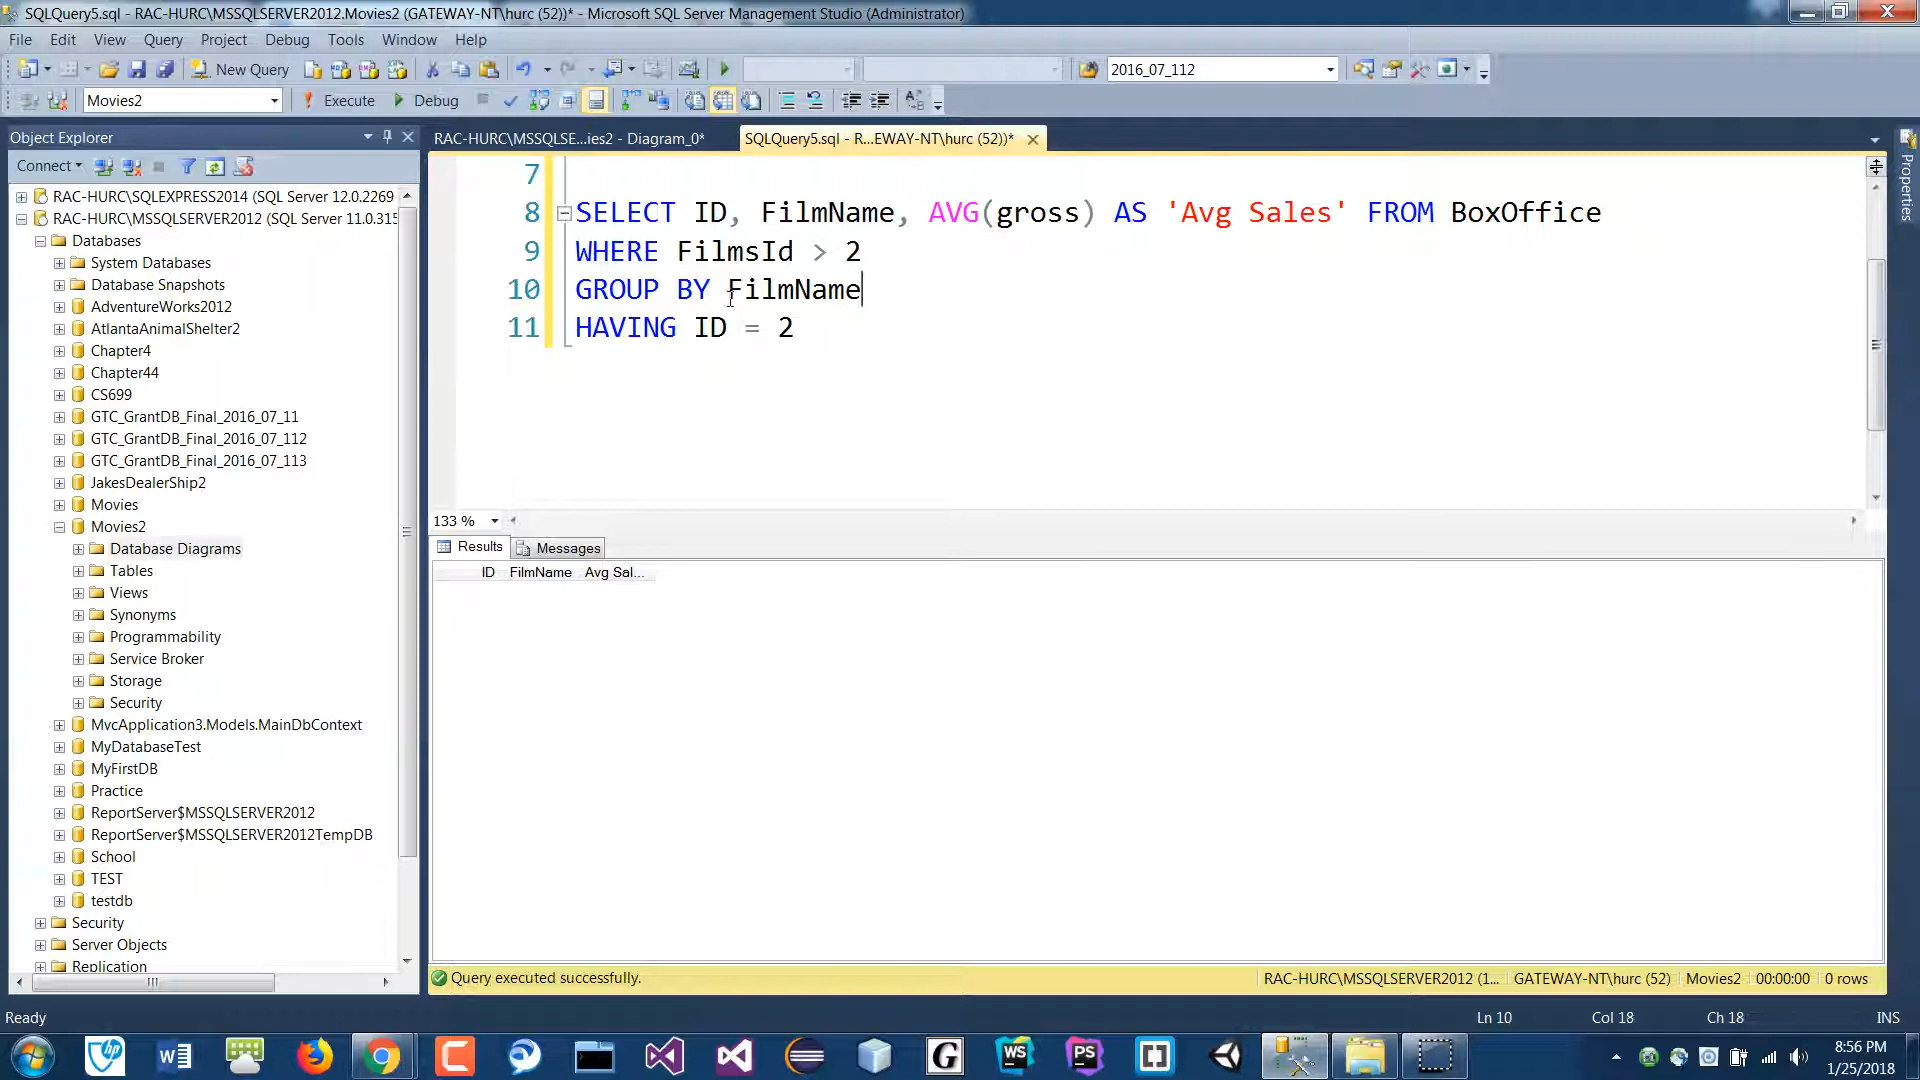 SQLQuery5.sql - RAC-HURC\MSSQLSERVER2012.Movies2 (GATEWAY-NT\hurc (52))* - Microsoft SQL Server Management Studio (Administrator)
File Edit View Query Project Debug Tools Window Help
New Query 2016_07_112
Movies2 Execute Debug
Object Explorer
RAC-HURC\MSSQLSE...ies2 - Diagram_0*
SQLQuery5.sql - R...EWAY-NT\hurc (52))*
Properties
Connect
RAC-HURC\SQLEXPRESS2014 (SQL Server 12.0.2269
RAC-HURC\MSSQLSERVER2012 (SQL Server 11.0.315
Databases
System Databases
Database Snapshots
AdventureWorks2012
AtlantaAnimalShelter2
Chapter4
Chapter44
CS699
GTC_GrantDB_Final_2016_07_11
GTC_GrantDB_Final_2016_07_112
GTC_GrantDB_Final_2016_07_113
JakesDealerShip2
Movies
Movies2
Database Diagrams
Tables
Views
Synonyms
Programmability
Service Broker
Storage
Security
MvcApplication3.Models.MainDbContext
MyDatabaseTest
MyFirstDB
Practice
ReportServer$MSSQLSERVER2012
ReportServer$MSSQLSERVER2012TempDB
School
TEST
testdb
Security
Server Objects
Replication
7
8 SELECT ID, FilmName, AVG(gross) AS 'Avg Sales' FROM BoxOffice
9 WHERE FilmsId > 2
10 GROUP BY FilmName
11 HAVING ID = 2
133 %
Results Messages
ID FilmName Avg Sal...
Query executed successfully. RAC-HURC\MSSQLSERVER2012 (1... GATEWAY-NT\hurc (52) Movies2 00:00:00 0 rows
Ready Ln 10 Col 18 Ch 18 INS
WS PS G
8:56 PM
1/25/2018